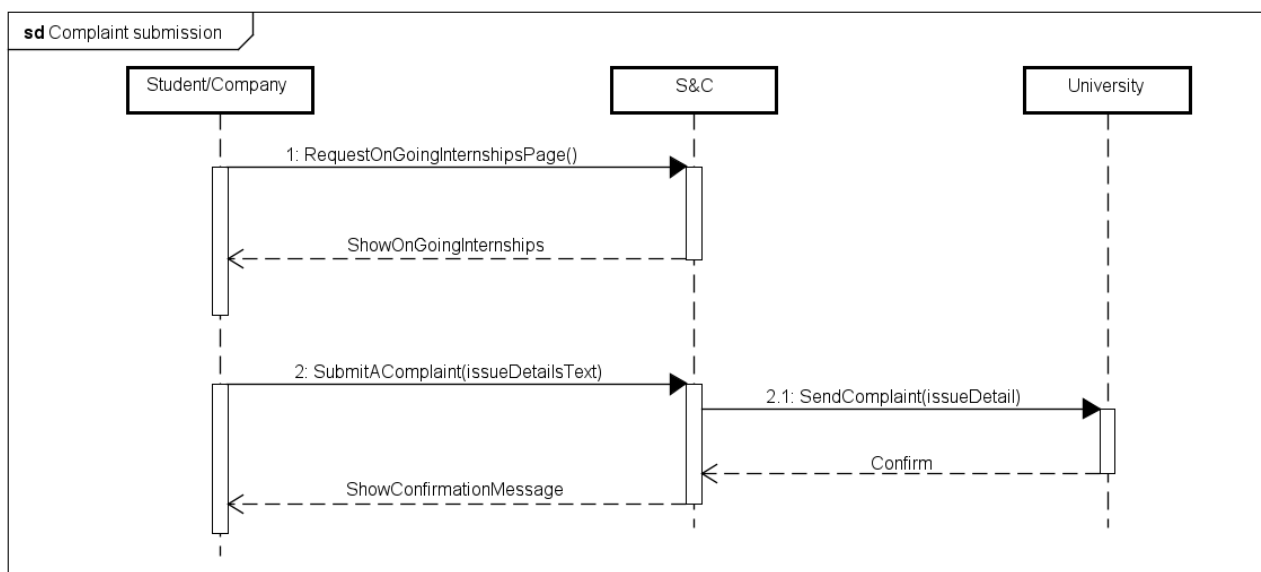 sd Complaint submission
Student/Company
S&C
University
1: RequestOnGoingInternshipsPage()
ShowOnGoingInternships
2: SubmitAComplaint(issueDetailsText)
2.1: SendComplaint(issueDetail)
Confirm
ShowConfirmationMessage